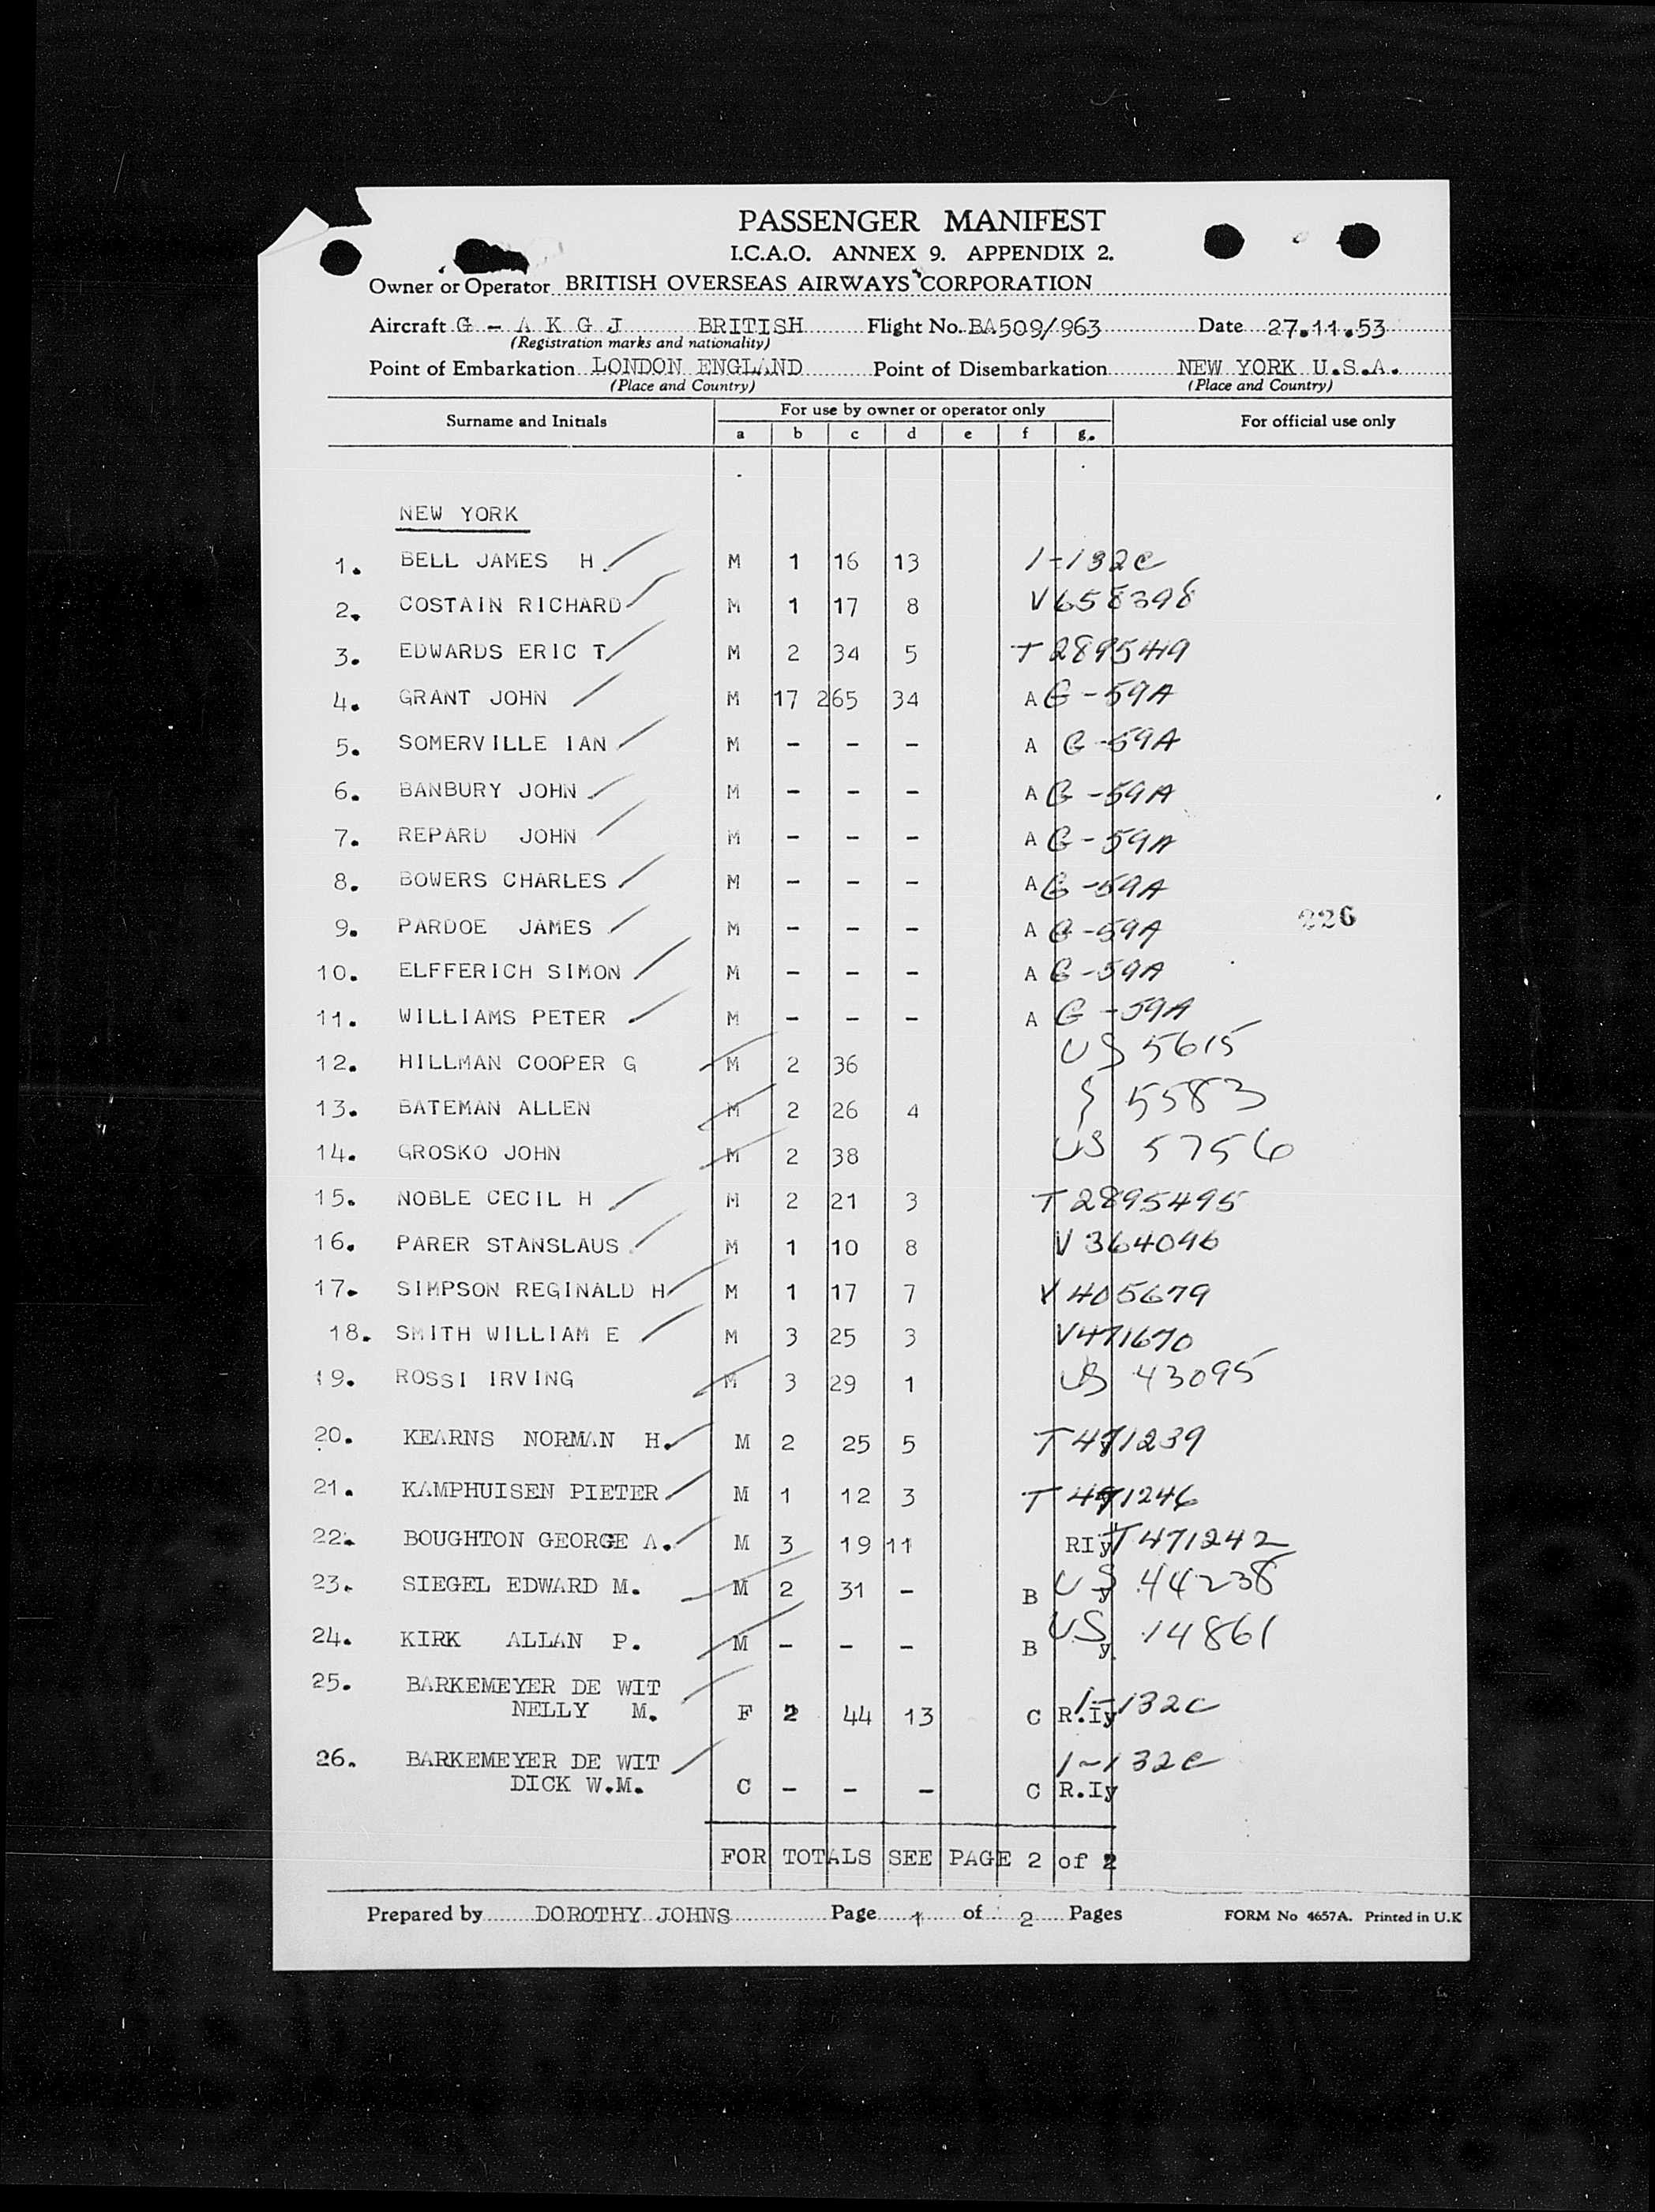 PASSENGER MANIFEST
I.C.A.O. ANNEX 9. APPENDIX 2.
Owner or Operator BRITISH OVERSEAS AIRWAYS CORPORATION
Aircraft G - A K G J BRITISH Flight No. BA509/963 Date 27.11.53
(Registration marks and nationality)
Point of Embarkation LONDON ENGLAND Point of Disembarkation NEW YORK U.S.A.
(Place and Country) (Place and Country)
Surname and Initials For use by owner or operator only For official use only
a b c d e f g.
NEW YORK
1. BELL JAMES H. M 1 16 13 1-132c
2. COSTAIN RICHARD M 1 17 8 V658398
3. EDWARDS ERIC T M 2 34 5 T 2895449
4. GRANT JOHN M 17 265 34 A G-59A
5. SOMERVILLE IAN M - - - A G-59A
6. BANBURY JOHN M - - - A G-59A
7. REPARD JOHN M - - - A G-59A
8. BOWERS CHARLES M - - - A G-59A
9. PARDOE JAMES M - - - A G-59A 226
10. ELFFERICH SIMON M - - - A G-59A
11. WILLIAMS PETER M - - - A G-59A
12. HILLMAN COOPER G M 2 36 US 5615
13. BATEMAN ALLEN M 2 26 4 5583
14. GROSKO JOHN M 2 38 US 5756
15. NOBLE CECIL H M 2 21 3 T 2895495
16. PARER STANSLAUS M 1 10 8 V 364046
17. SIMPSON REGINALD H M 1 17 7 V 405679
18. SMITH WILLIAM E M 3 25 3 V471670
19. ROSSI IRVING M 3 29 1 US 43095
20. KEARNS NORMAN H. M 2 25 5 T 471239
21. KAMPHUISEN PIETER M 1 12 3 T 471246
22. BOUGHTON GEORGE A. M 3 19 11 RIy T471242
23. SIEGEL EDWARD M. M 2 31 - B y US 44238
24. KIRK ALLAN P. M - - - B y US 14861
25. BARKEMEYER DE WIT
NELLY M. F 2 44 13 C R.Iy 1-132c
26. BARKEMEYER DE WIT 1-132c
DICK W.M. C - - - C R.Iy
FOR TOTALS SEE PAGE 2 of 2
Prepared by DOROTHY JOHNS Page 1 of 2 Pages FORM No 4657A. Printed in U.K